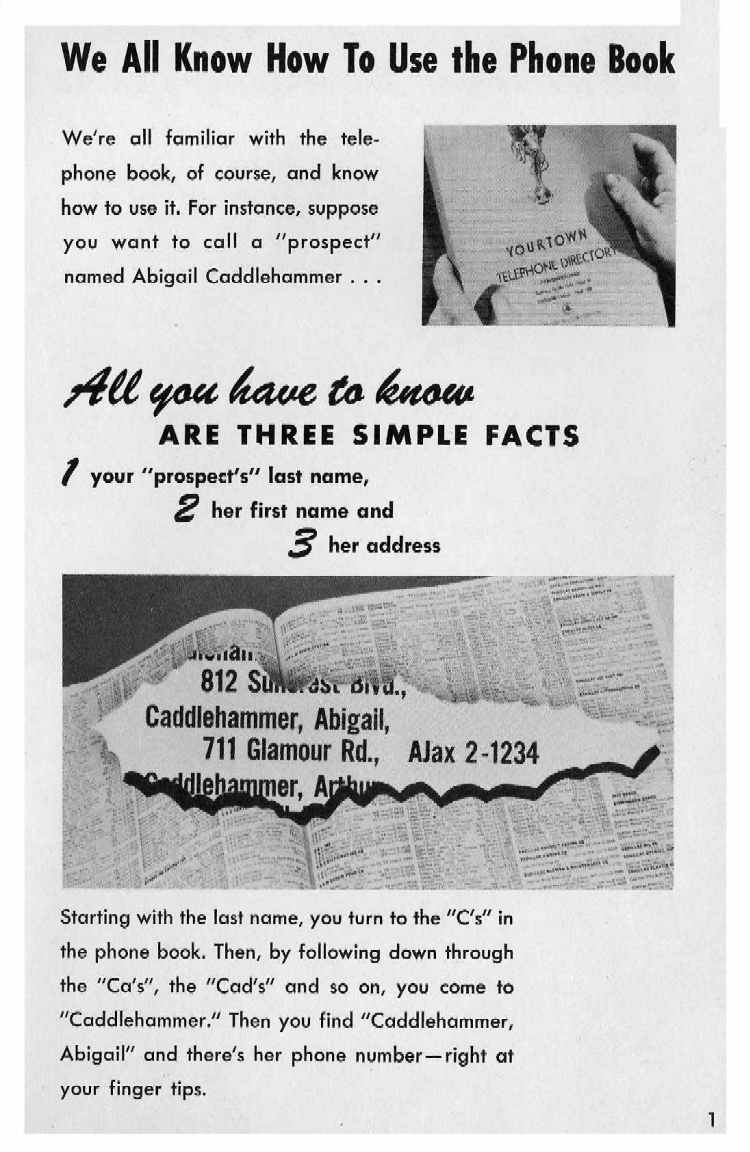 We All Know How To Use the Phone Book
We're all familiar with the tele-
phone book, of course, and know
how to use it. For instance, suppose
you want to call a "prospect"
named Abigail Caddlehammer . . .
YOURTOWN
TELEPHONE DIRECTORY
All you have to know
ARE THREE SIMPLE FACTS
1 your "prospect's" last name,
2 her first name and
3 her address
812 Blvd.,
Caddlehammer, Abigail,
711 Glamour Rd., AJax 2-1234
Caddlehammer, Arthur
Starting with the last name, you turn to the "C's" in
the phone book. Then, by following down through
the "Ca's", the "Cad's" and so on, you come to
"Caddlehammer." Then you find "Caddlehammer,
Abigail" and there's her phone number—right at
your finger tips.
1